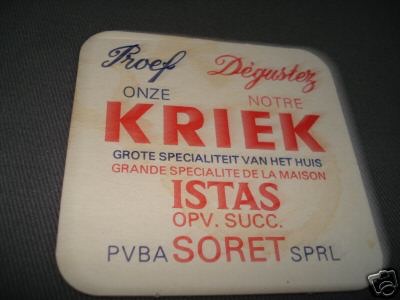 Proef Dégustez
ONZE NOTRE
KRIEK
GROTE SPECIALITEIT VAN HET HUIS
GRANDE SPECIALITE DE LA MAISON
ISTAS
OPV. SUCC.
PVBA SORET SPRL
eBay